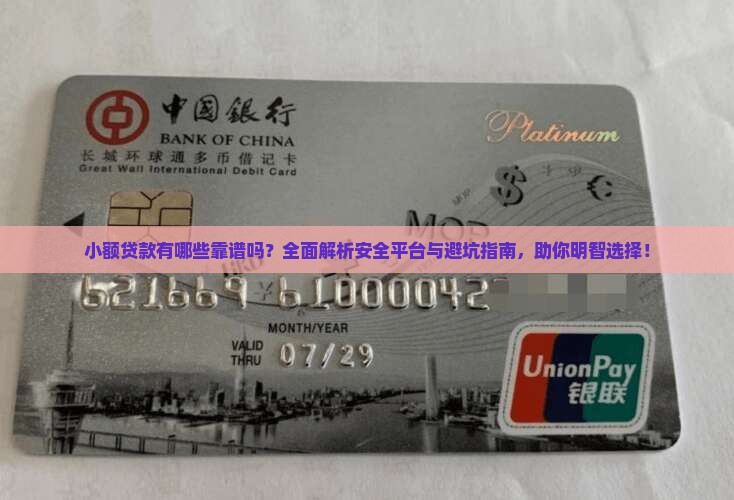 中国銀行
BANK OF CHINA
长城环球通多币借记卡
Great Wall International Debit Card
Platinum
MOP
$
€
MOP
小额贷款有哪些靠谱吗？全面解析安全平台与避坑指南，助你明智选择！
621669 61000042
MONTH/YEAR
VALID
THRU
07/29
UnionPay
银联